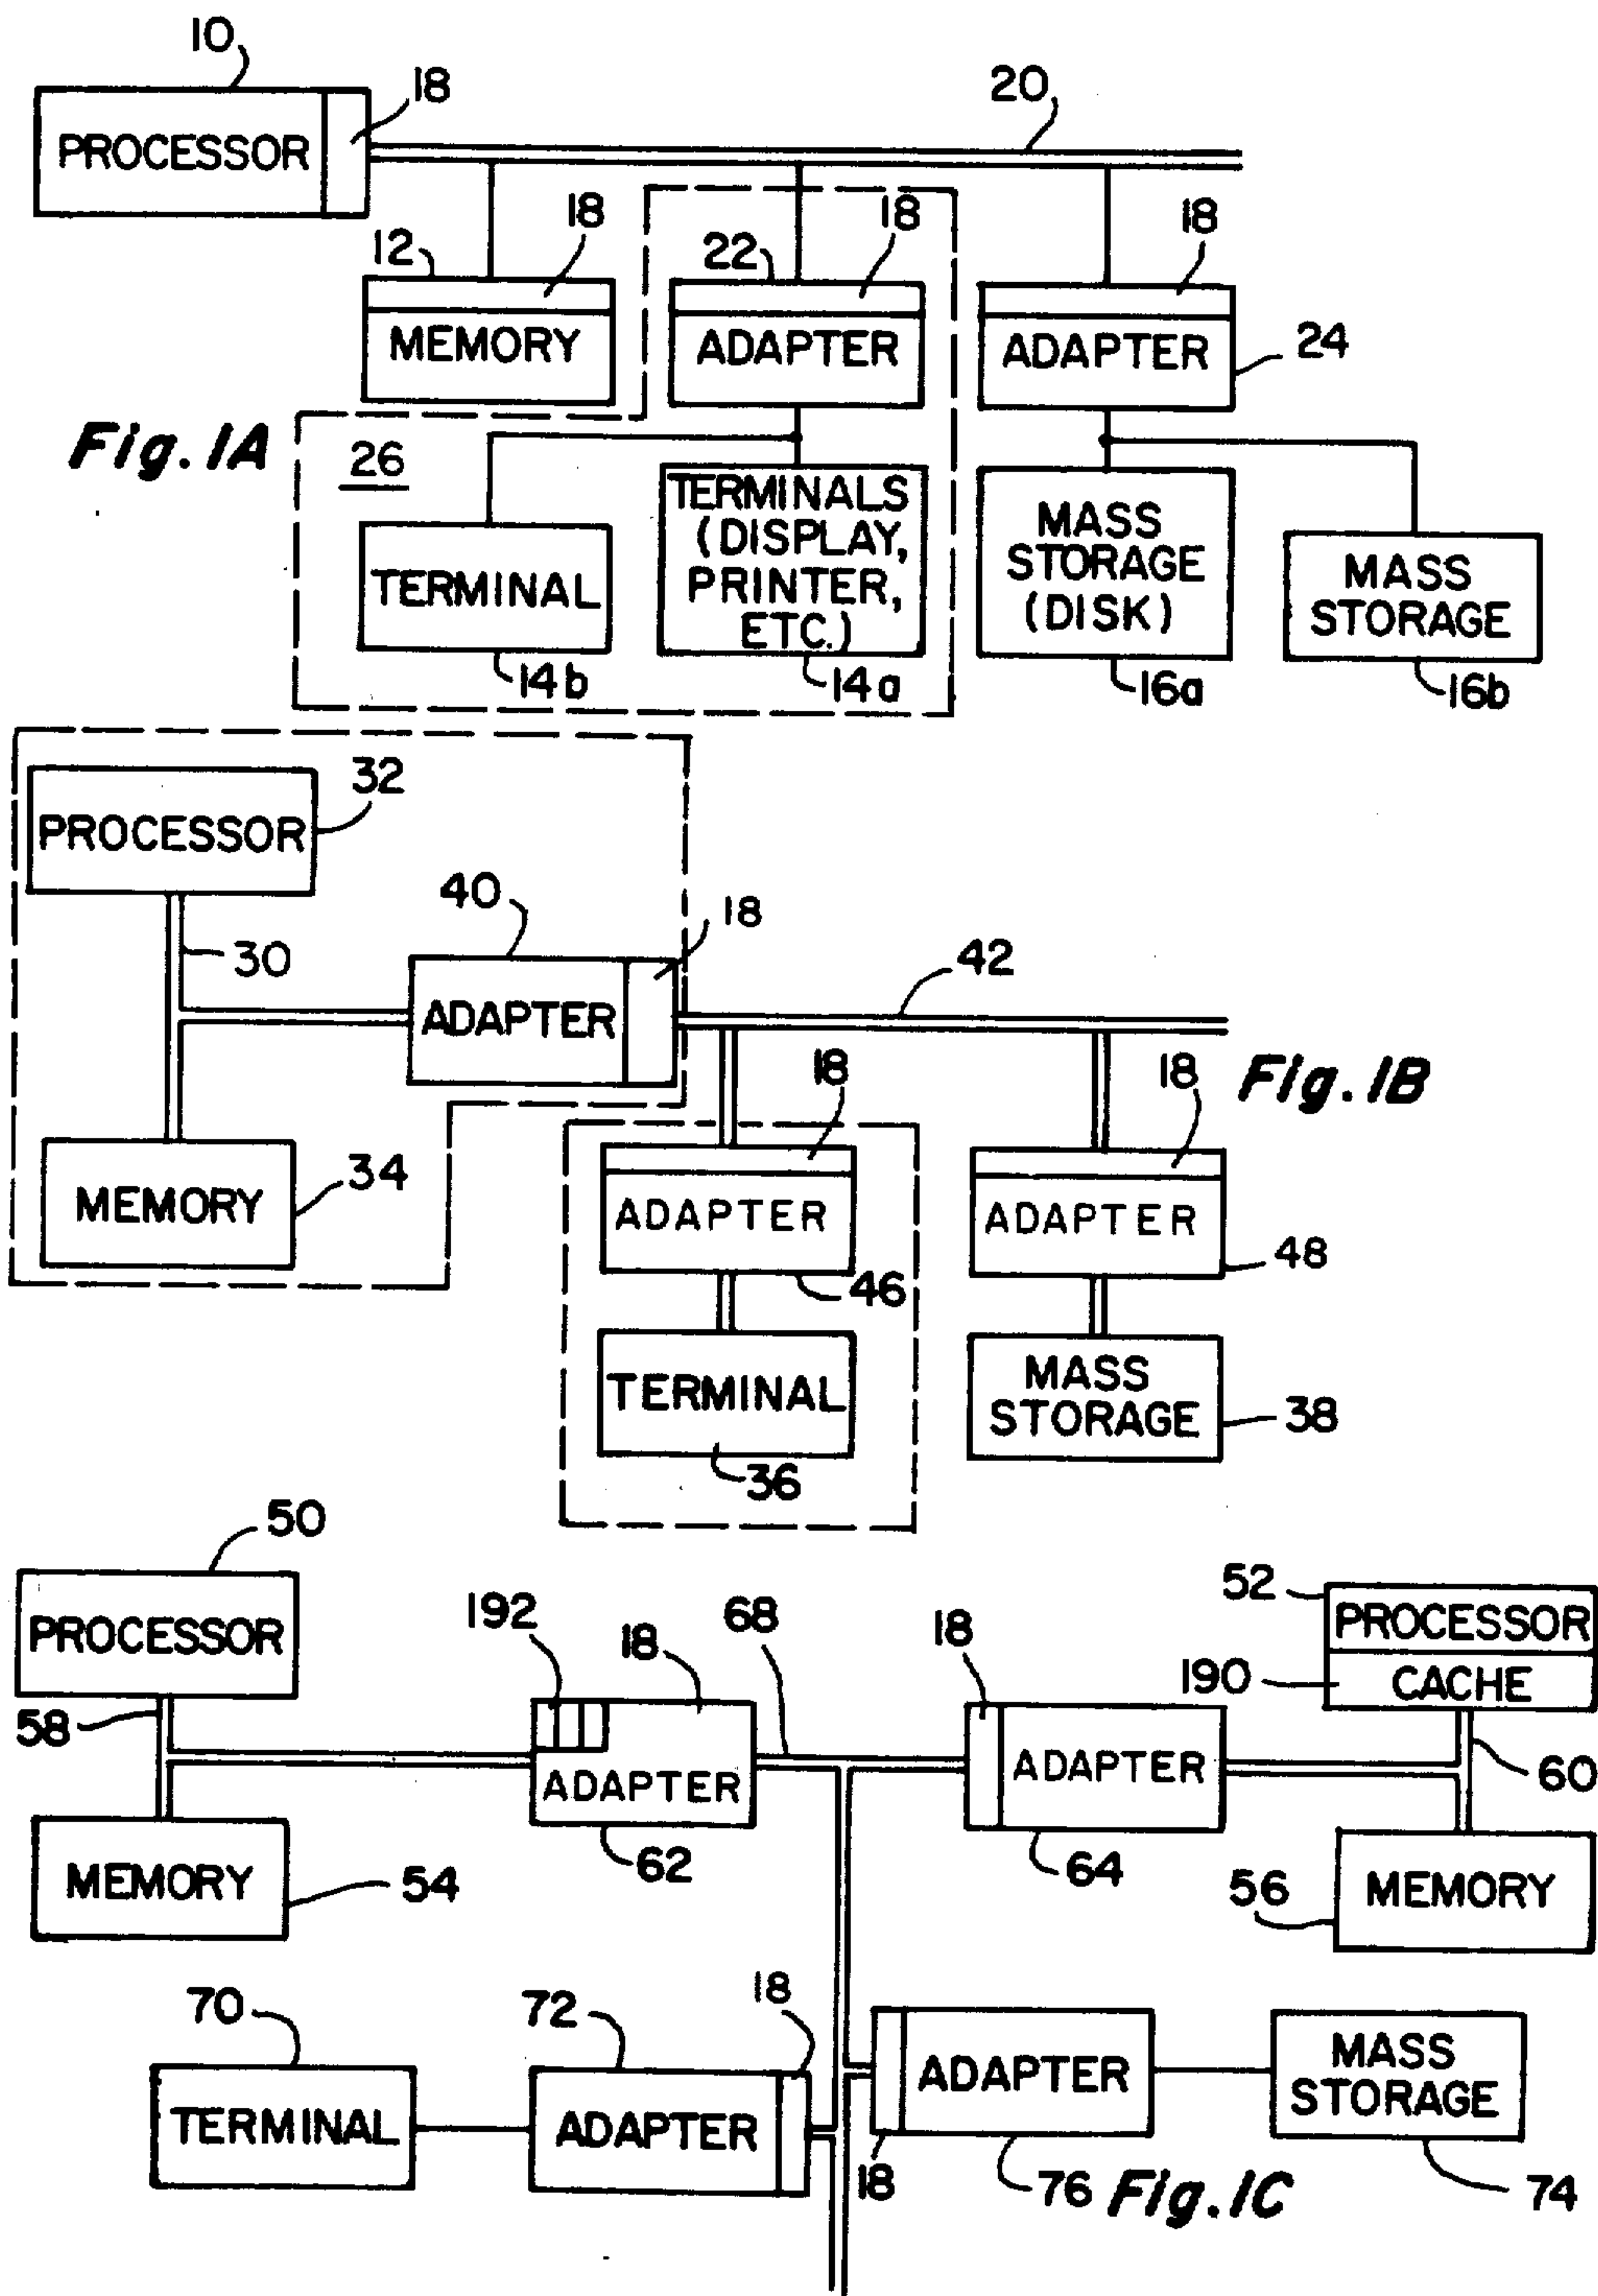 10
18
20
PROCESSOR
12
18
22
18
18
MEMORY
ADAPTER
ADAPTER
24
Fig. 1A
26
TERMINAL
14b
TERMINALS
(DISPLAY,
PRINTER,
ETC.)
14a
MASS
STORAGE
(DISK)
16a
MASS
STORAGE
16b
PROCESSOR
32
30
40
18
ADAPTER
42
MEMORY
34
18
ADAPTER
46
TERMINAL
36
18
ADAPTER
48
MASS
STORAGE
38
Fig. 1B
50
PROCESSOR
58
MEMORY
54
192
18
ADAPTER
62
68
18
ADAPTER
64
52
PROCESSOR
190
CACHE
60
56
MEMORY
70
TERMINAL
72
18
ADAPTER
18
ADAPTER
76
MASS
STORAGE
74
Fig. 1C